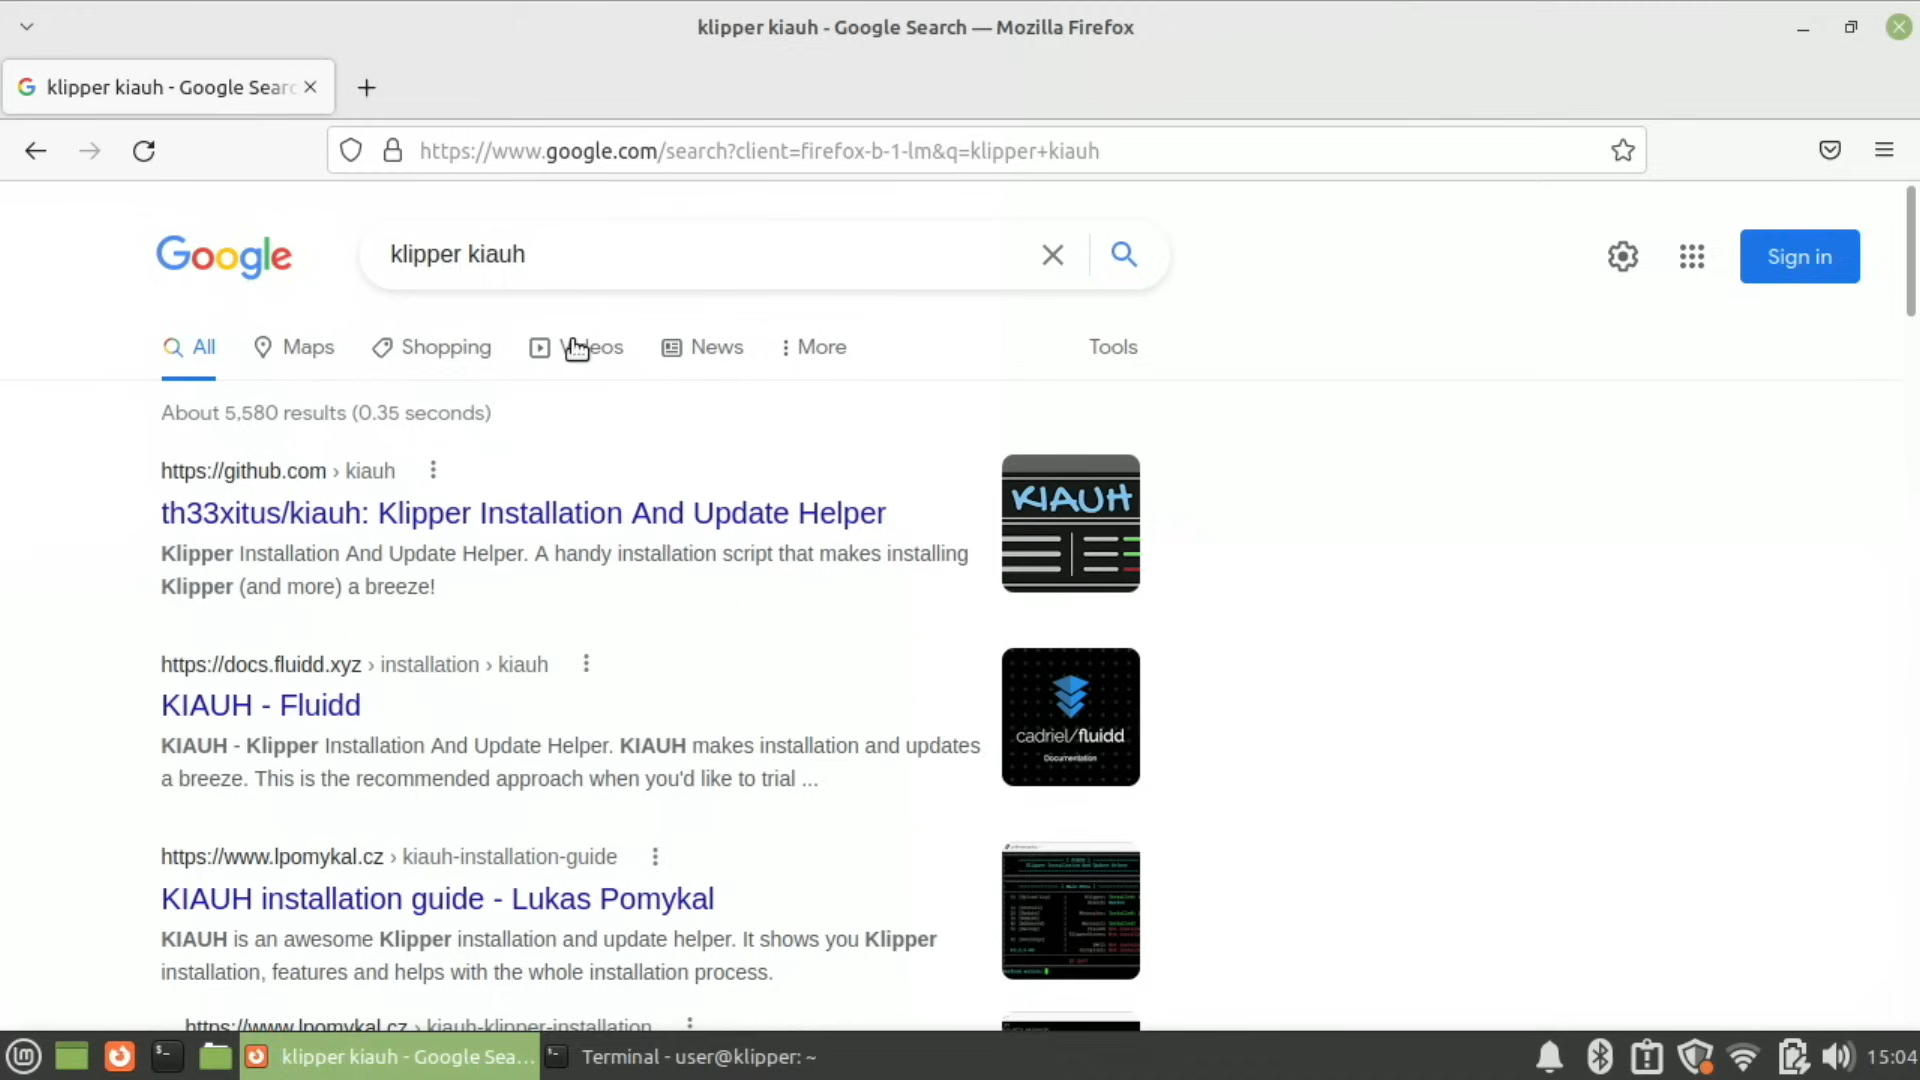 klipper kiauh - Google Search — Mozilla Firefox
klipper kiauh - Google Searc
https://www.google.com/search?client=firefox-b-1-lm&q=klipper+kiauh
Google
klipper kiauh
Sign in
All
Maps
Shopping
Videos
News
More
Tools
About 5,580 results (0.35 seconds)
https://github.com › kiauh
th33xitus/kiauh: Klipper Installation And Update Helper
Klipper Installation And Update Helper. A handy installation script that makes installing
Klipper (and more) a breeze!
KIAUH
https://docs.fluidd.xyz › installation › kiauh
KIAUH - Fluidd
KIAUH - Klipper Installation And Update Helper. KIAUH makes installation and updates
a breeze. This is the recommended approach when you'd like to trial ...
cadriel/fluidd
Documentation
https://www.lpomykal.cz › kiauh-installation-guide
KIAUH installation guide - Lukas Pomykal
KIAUH is an awesome Klipper installation and update helper. It shows you Klipper
installation, features and helps with the whole installation process.
https://www.lpomykal.cz › kiauh-klipper-installation
klipper kiauh - Google Sea...
Terminal - user@klipper: ~
15:04